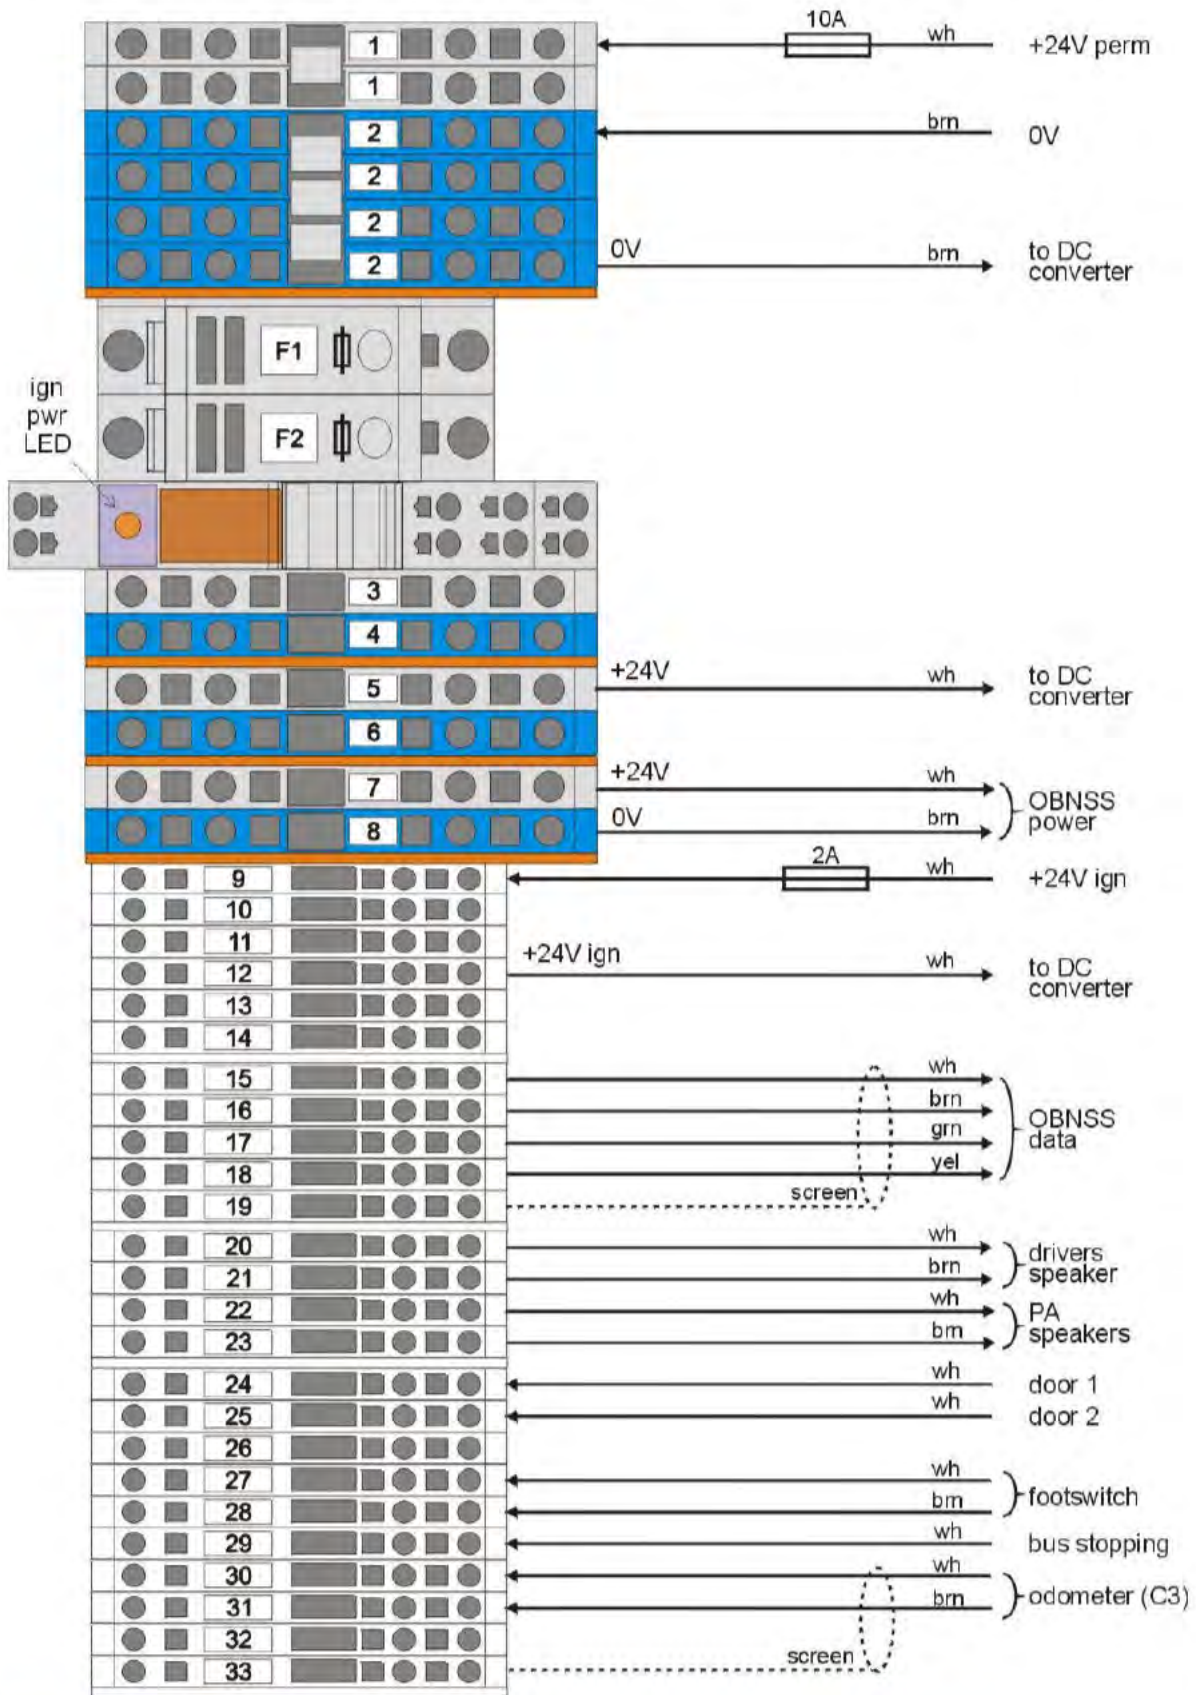 10A
1 wh +24V perm
1
2 brn 0V
2
2
2 0V brn to DC
converter
F1
ign
pwr
LED
F2
3
4
5 +24V wh to DC
converter
6
7 +24V wh OBNSS
8 0V brn power
2A
9 wh +24V ign
10
11
12 +24V ign wh to DC
converter
13
14
15 wh
16 brn OBNSS
17 grn data
18 yel
19 screen
20 wh drivers
21 brn speaker
22 wh PA
23 brn speakers
24 wh door 1
25 wh door 2
26
27 wh footswitch
28 brn
29 wh bus stopping
30 wh odometer (C3)
31 brn
32
33 screen